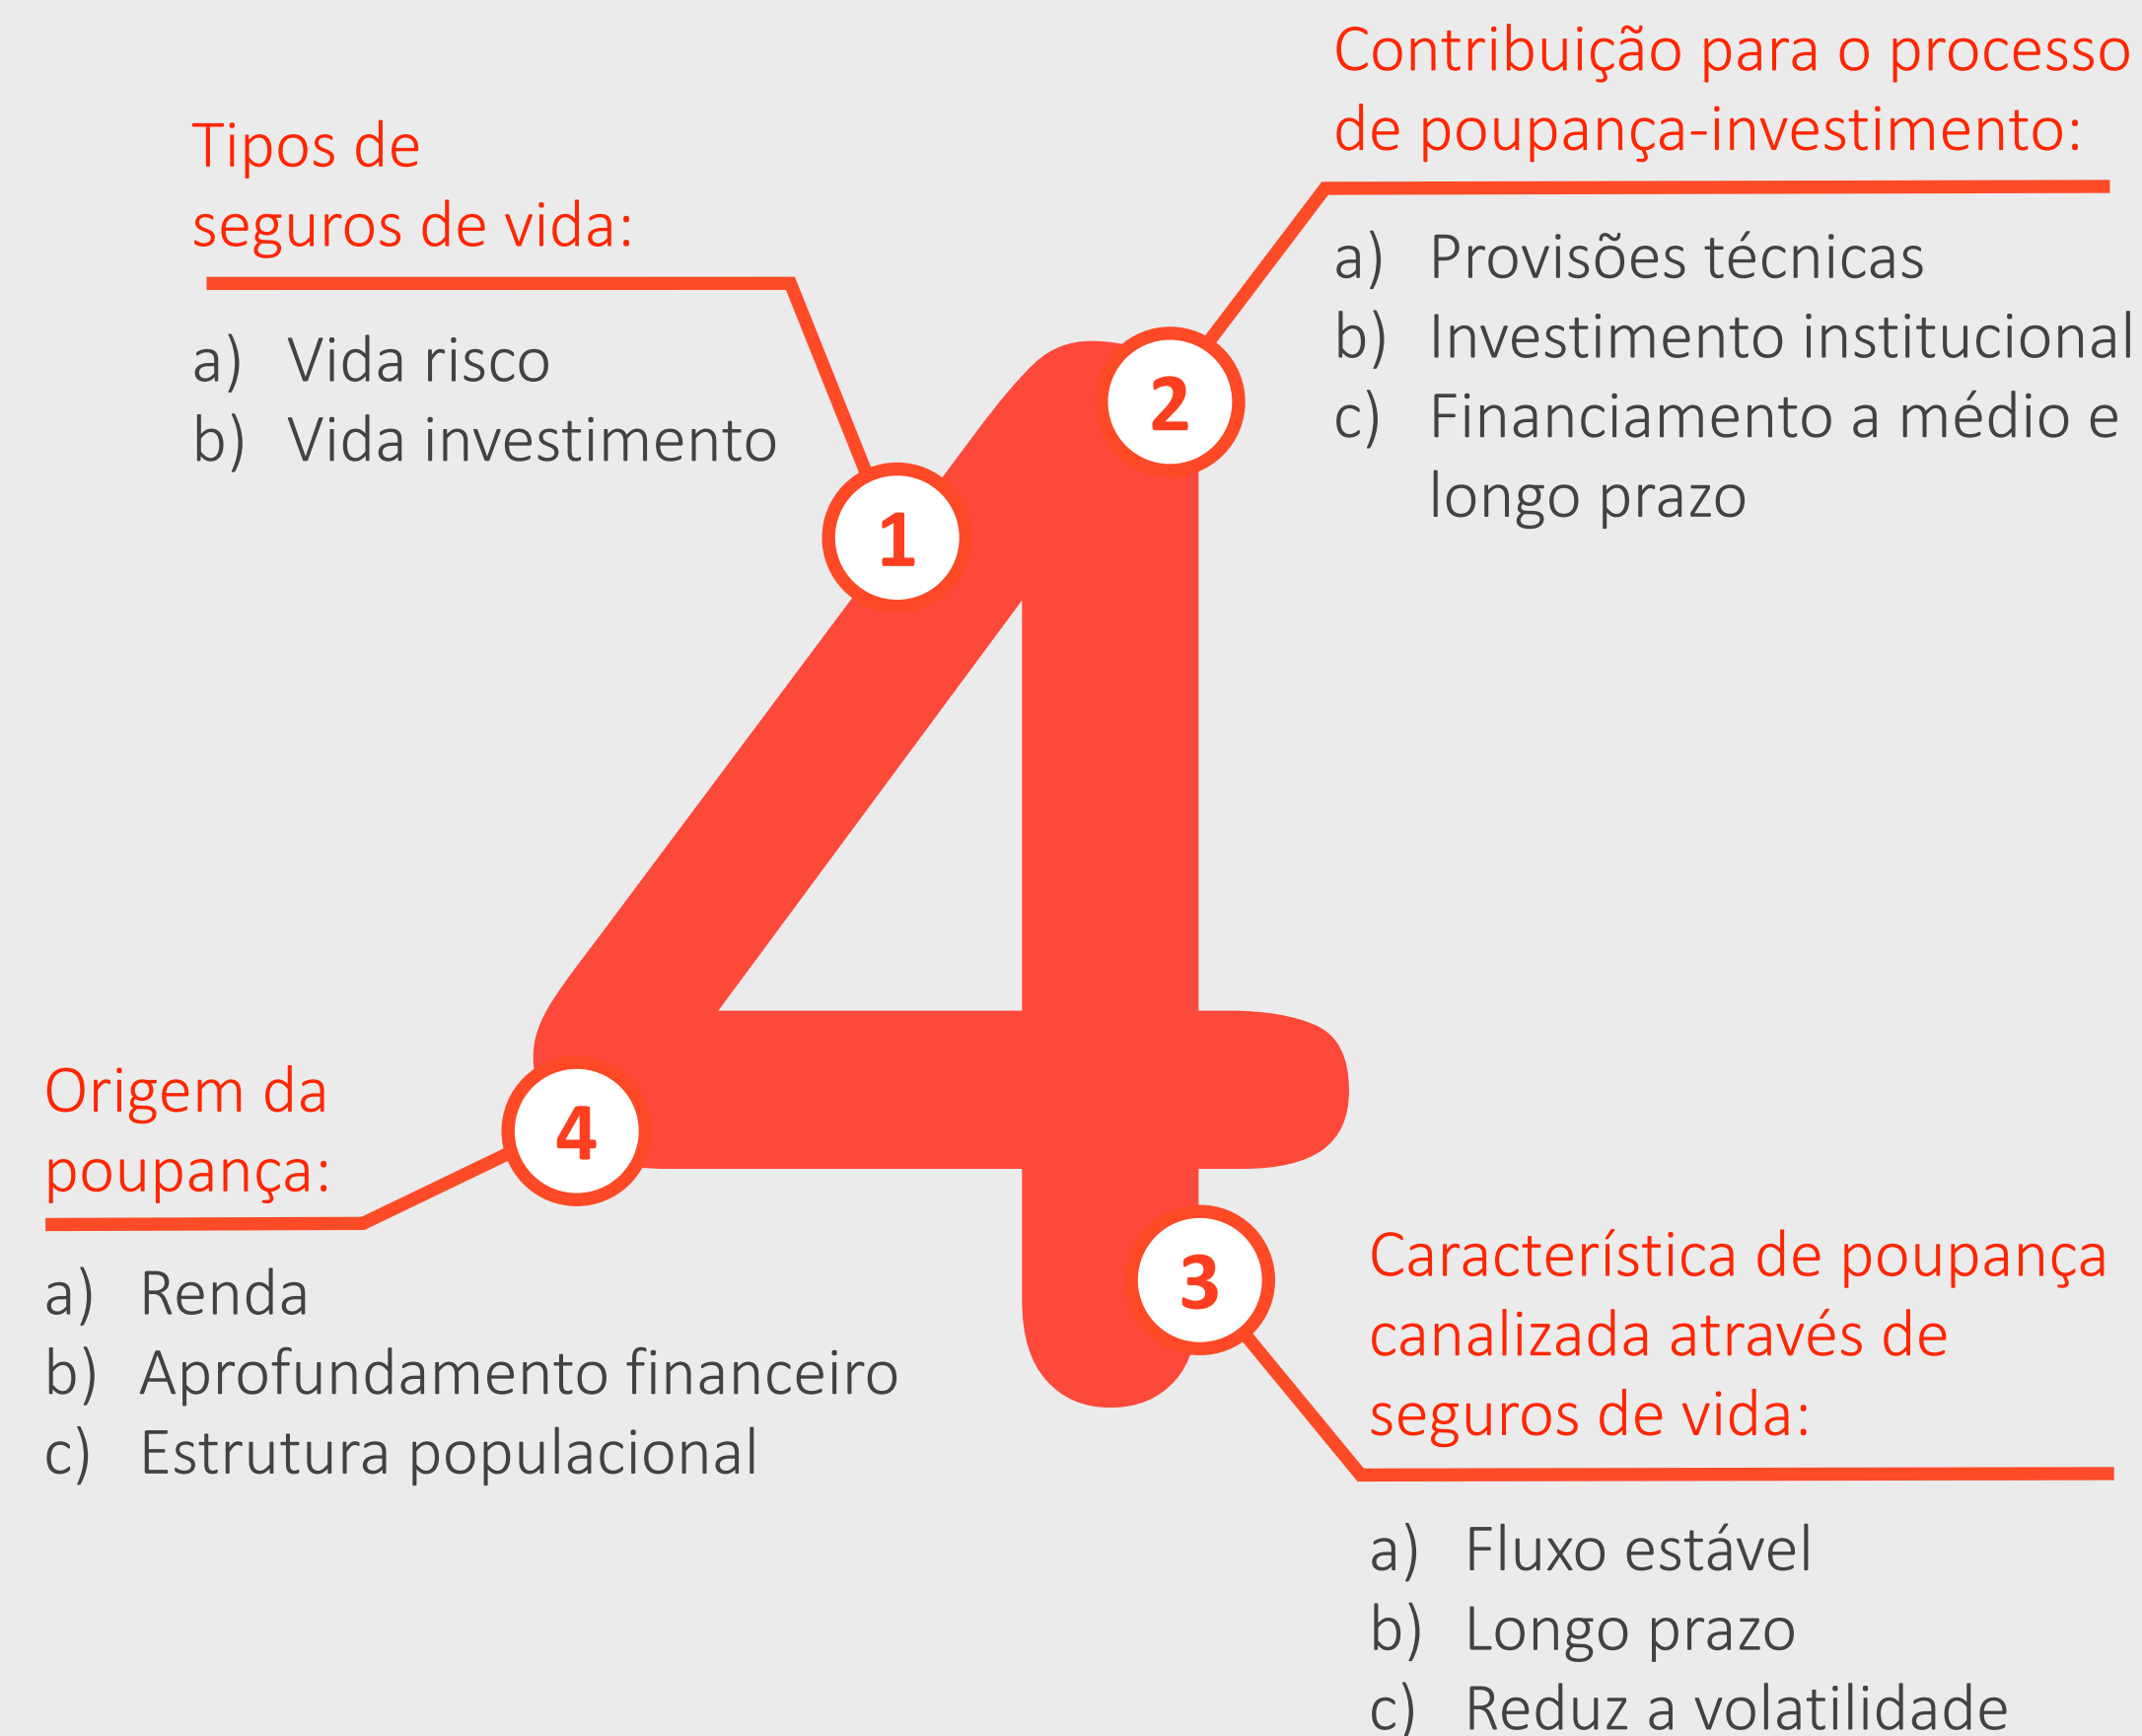 Tipos de
seguros de vida:
a) Vida risco
b) Vida investimento
1
Contribuição para o processo
de poupança-investimento:
a) Provisões técnicas
b) Investimento institucional
c) Financiamento a médio e
longo prazo
2
Característica de poupança
canalizada através de
seguros de vida:
a) Fluxo estável
b) Longo prazo
c) Reduz a volatilidade
3
Origem da
poupança:
a) Renda
b) Aprofundamento financeiro
c) Estrutura populacional
4
4